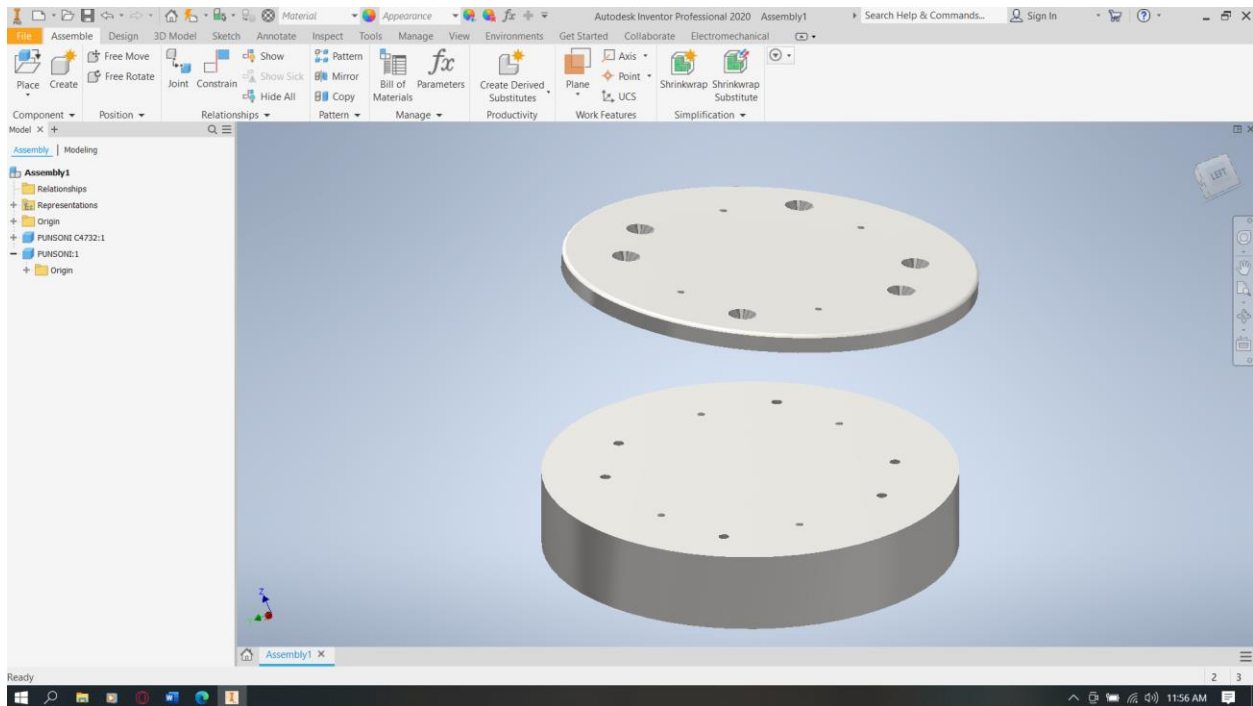 Material Appearance fx Autodesk Inventor Professional 2020 Assembly1 Search Help & Commands... Sign In
File Assemble Design 3D Model Sketch Annotate Inspect Tools Manage View Environments Get Started Collaborate Electromechanical
Free Move Show Pattern fx Axis
Free Rotate Show Sick Mirror Point
Place Create Joint Constrain Hide All Copy Bill of Materials Parameters Create Derived Substitutes Plane UCS Shrinkwrap Shrinkwrap Substitute
Component Position Relationships Pattern Manage Productivity Work Features Simplification
Model × +
Assembly | Modeling
Assembly1
Relationships
Representations
Origin
PUNSONI C4732:1
PUNSONI:1
Origin
LEFT
Z
Assembly1 ×
Ready 2 3
11:56 AM